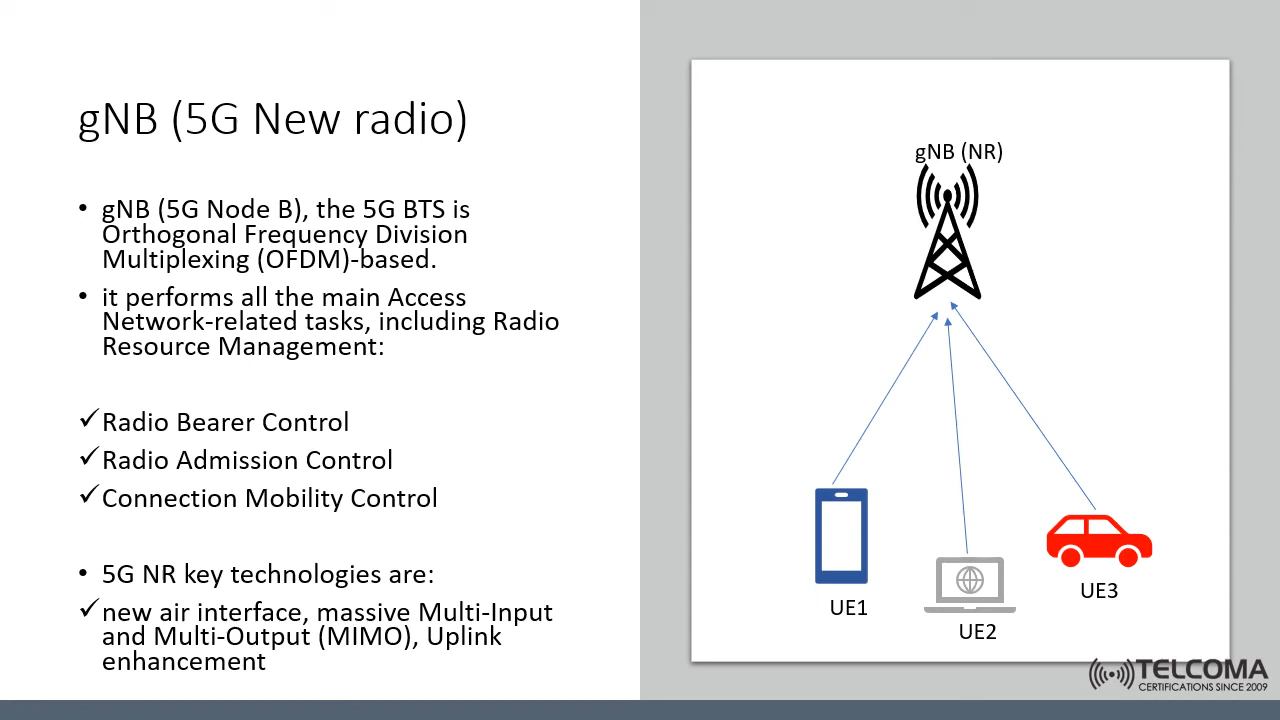 gNB (5G New radio)
• gNB (5G Node B), the 5G BTS is
Orthogonal Frequency Division
Multiplexing (OFDM)-based.
• it performs all the main Access
Network-related tasks, including Radio
Resource Management:
✓Radio Bearer Control
✓Radio Admission Control
✓Connection Mobility Control
• 5G NR key technologies are:
✓new air interface, massive Multi-Input
and Multi-Output (MIMO), Uplink
enhancement
gNB (NR)
UE1
UE2
UE3
TELCOMA
CERTIFICATIONS SINCE 2009